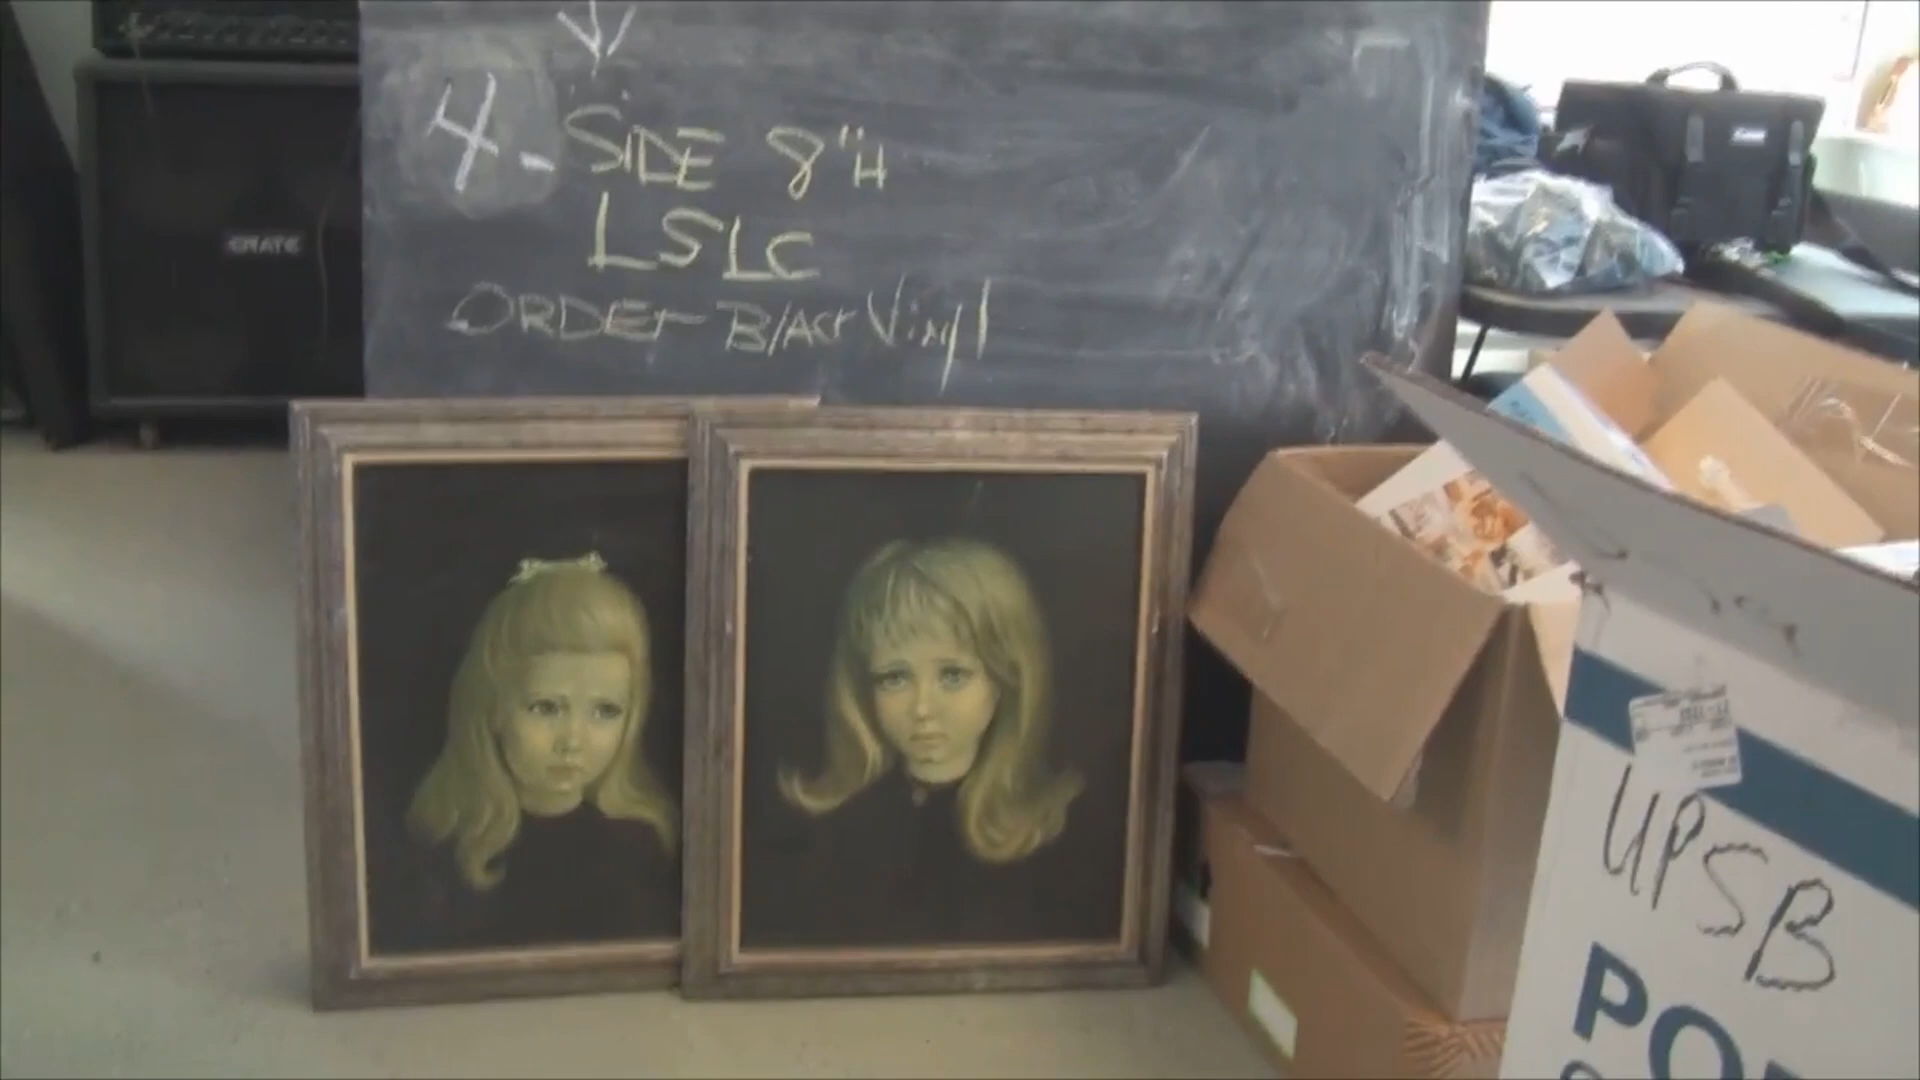 4. SIDE 8"H
LSLC
ORDER BlAck Vinyl
CRATE
UPSB
PO